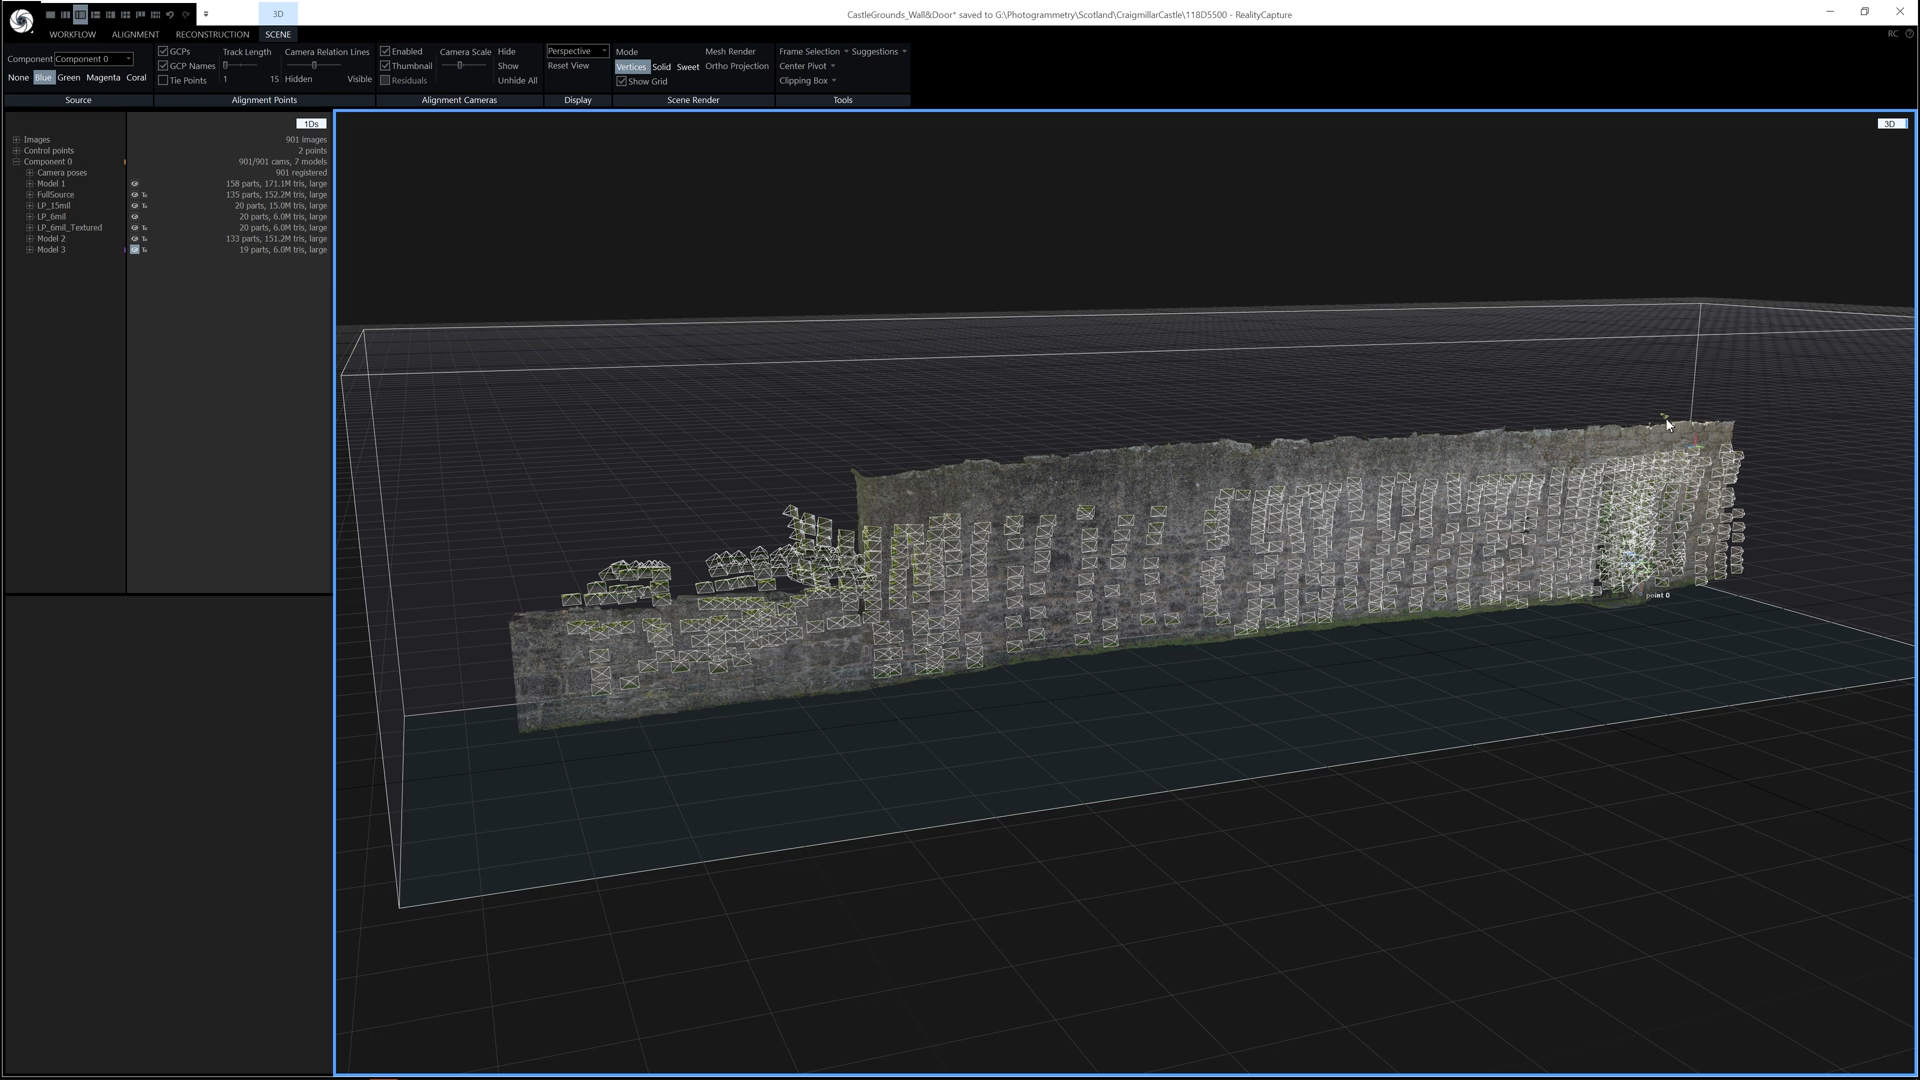 CastleGrounds_Wall&Door* saved to G:\Photogrammetry\Scotland\CraigmillarCastle\118D5500 - RealityCapture
3D
WORKFLOW ALIGNMENT RECONSTRUCTION SCENE
RC
GCPs Track Length Camera Relation Lines Enabled Camera Scale Hide Perspective Mode Mesh Render Frame Selection Suggestions
Component Component 0 GCP Names Thumbnail Show Reset View Vertices Solid Sweet Ortho Projection Center Pivot
None Blue Green Magenta Coral Tie Points 1 15 Hidden Visible Residuals Unhide All Show Grid Clipping Box
Source Alignment Points Alignment Cameras Display Scene Render Tools
1Ds
3D
Images 901 images
Control points 2 points
Component 0 901/901 cams, 7 models
Camera poses 901 registered
Model 1 158 parts, 171.1M tris, large
FullSource 135 parts, 152.2M tris, large
LP_15mil 20 parts, 15.0M tris, large
LP_6mil 20 parts, 6.0M tris, large
LP_6mil_Textured 20 parts, 6.0M tris, large
Model 2 133 parts, 151.2M tris, large
Model 3 19 parts, 6.0M tris, large
point 0